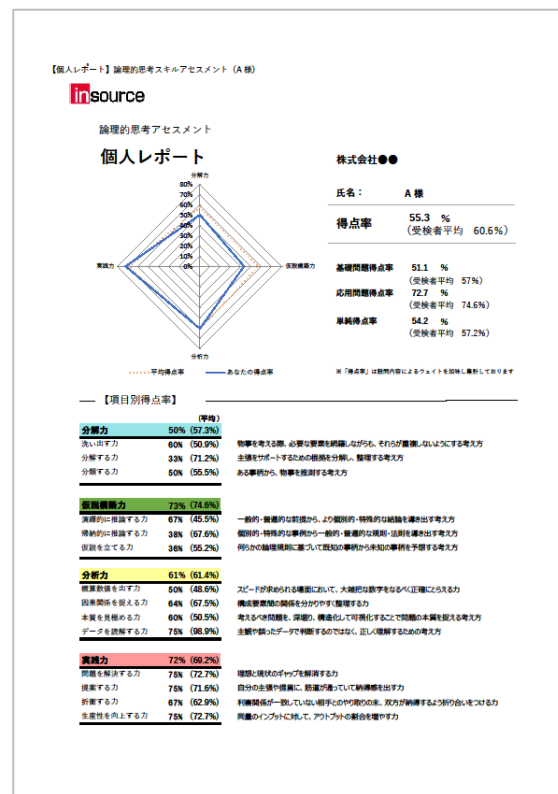 【個人レポート】論理的思考スキルアセスメント（A 様）
insource
論理的思考アセスメント
個人レポート
株式会社●●
氏名： A 様
得点率 55.3 %
（受検者平均 60.6%）
基礎問題得点率 51.1 %
（受検者平均 57%）
応用問題得点率 72.7 %
（受検者平均 74.6%）
単純得点率 54.2 %
（受検者平均 57.2%）
※「得点率」は設問内容によるウェイトを加味し集計しております
分解力
80%
70%
60%
50%
40%
30%
20%
10%
0%
実践力
仮説構築力
分析力
平均得点率 あなたの得点率
【項目別得点率】
（平均）
分解力 50% (57.3%)
洗い出す力 60% (50.9%) 物事を考える際、必要な要素を網羅しながらも、それらが重複しないようにする考え方
分解する力 33% (71.2%) 主張をサポートするための根拠を分解し、整理する考え方
分類する力 50% (55.5%) ある事柄から、物事を推測する考え方
仮説構築力 73% (74.6%)
演繹的に推論する力 67% (45.5%) 一般的・普遍的な前提から、より個別的・特殊的な結論を導き出す考え方
帰納的に推論する力 38% (67.6%) 個別的・特殊的な事例から一般的・普遍的な規則・法則を導き出す考え方
仮説を立てる力 36% (55.2%) 何らかの論理規則に基づいて既知の事柄から未知の事柄を予想する考え方
分析力 61% (61.4%)
概算数値を出す力 50% (48.6%) スピードが求められる場面において、大雑把な数字をなるべく正確にとらえる力
因果関係を捉える力 64% (67.5%) 構成要素間の関係を分かりやすく整理する力
本質を見極める力 60% (50.5%) 考えるべき問題を、深堀り、構造化して可視化することで問題の本質を捉える考え方
データを読解する力 75% (98.9%) 主観や誤ったデータで判断するのではなく、正しく理解するための考え方
実践力 72% (69.2%)
問題を解決する力 75% (72.7%) 理想と現状のギャップを解消する力
提案する力 75% (71.6%) 自分の主張や提案に、筋道が通っていて納得感を出す力
折衝する力 67% (62.9%) 利害関係が一致していない相手とのやり取りの末、双方が納得するよう折り合いをつける力
生産性を向上する力 75% (72.7%) 同量のインプットに対して、アウトプットの割合を増やす力